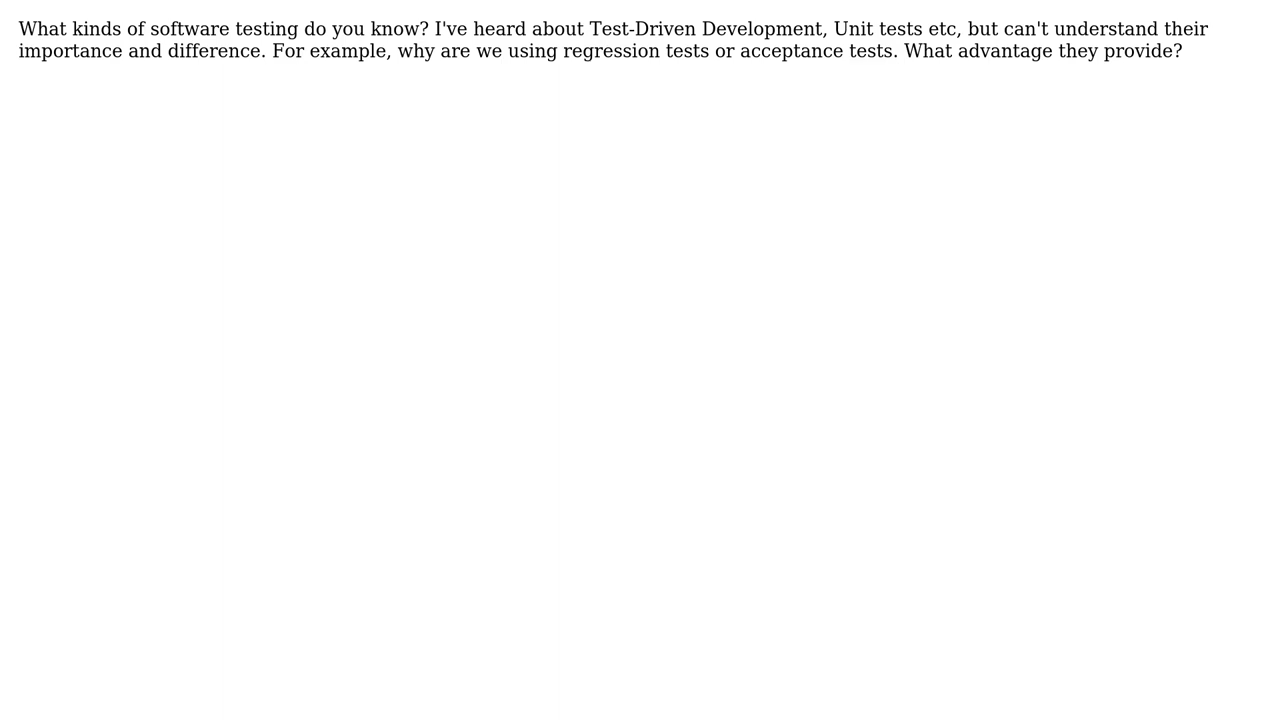 What kinds of software testing do you know? I've heard about Test-Driven Development, Unit tests etc, but can't understand their
importance and difference. For example, why are we using regression tests or acceptance tests. What advantage they provide?